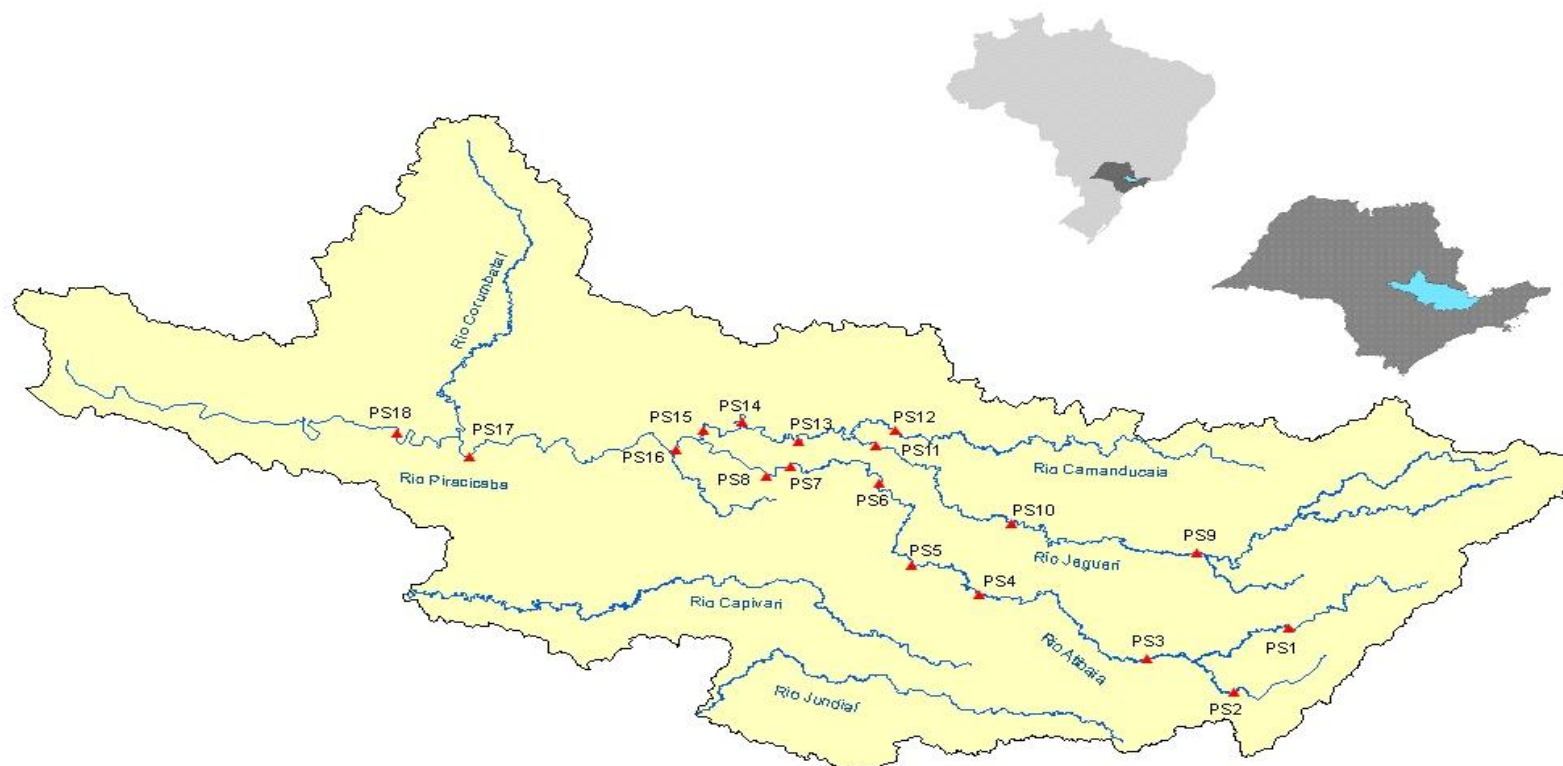 Rio Corumbataí
PS18
PS17
PS15
PS14
PS13
PS12
PS16
PS11
Rio Camanducaia
Rio Piracicaba
PS8
PS7
PS6
PS10
PS9
PS5
Rio Jaguari
PS4
Rio Capivari
PS3
PS1
Rio Atibaia
Rio Jundiaí
PS2